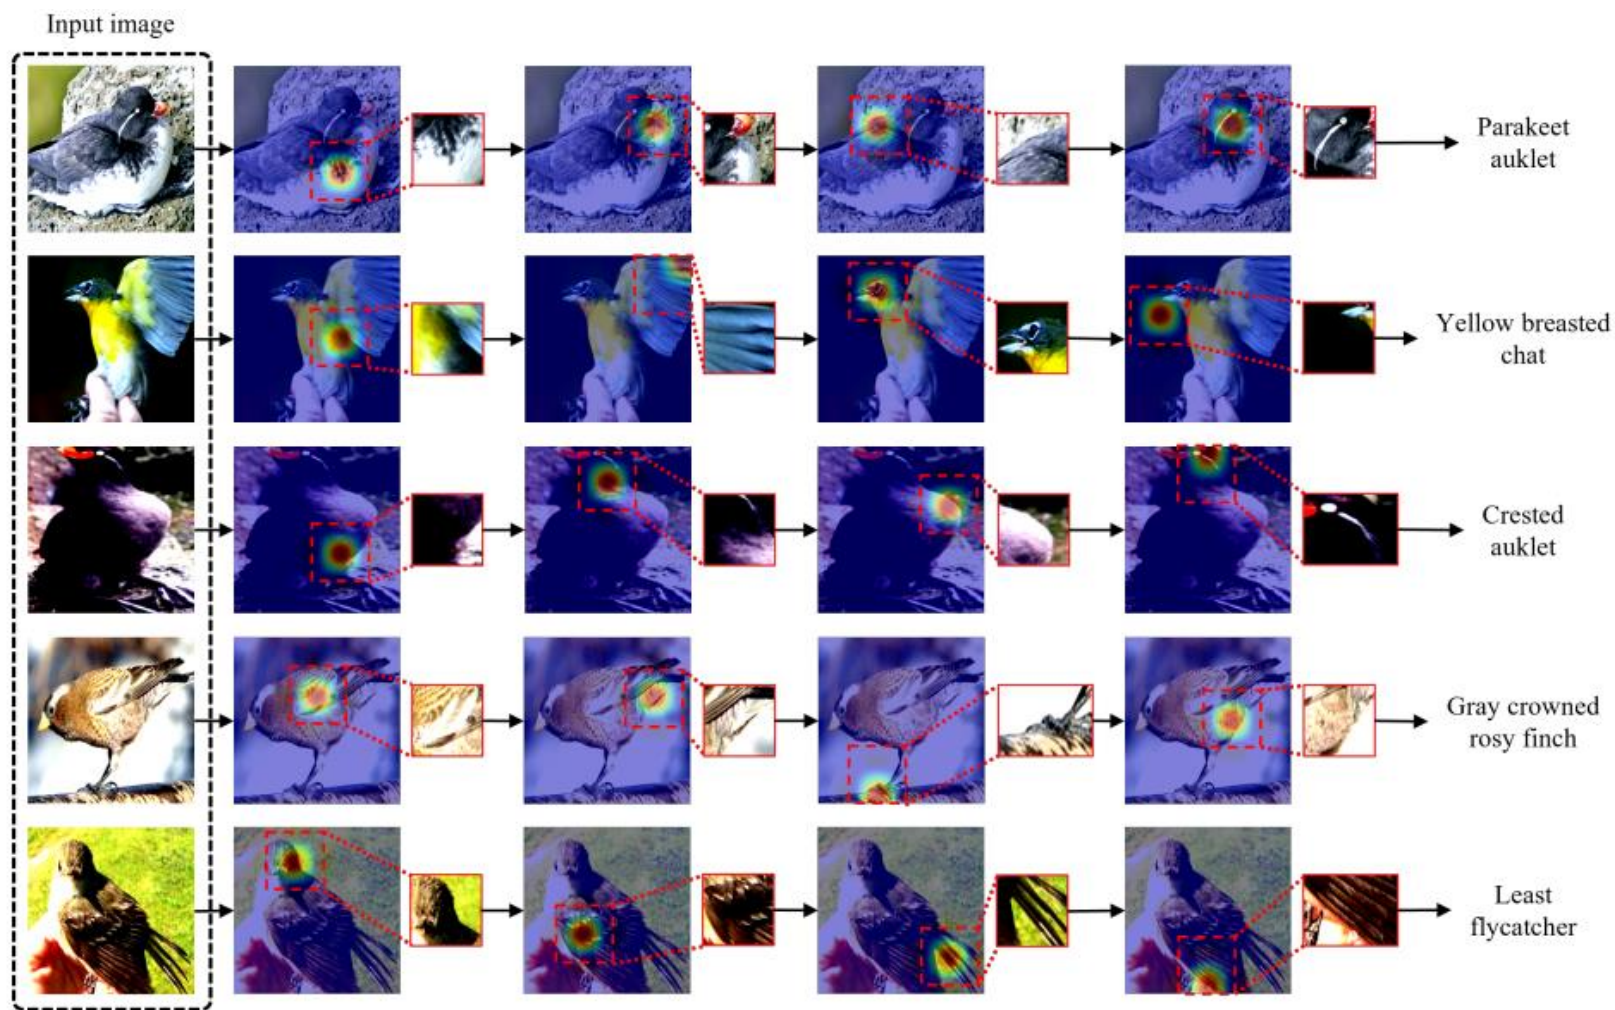 Input image
Parakeet
auklet
Yellow breasted
chat
Crested
auklet
Gray crowned
rosy finch
Least
flycatcher